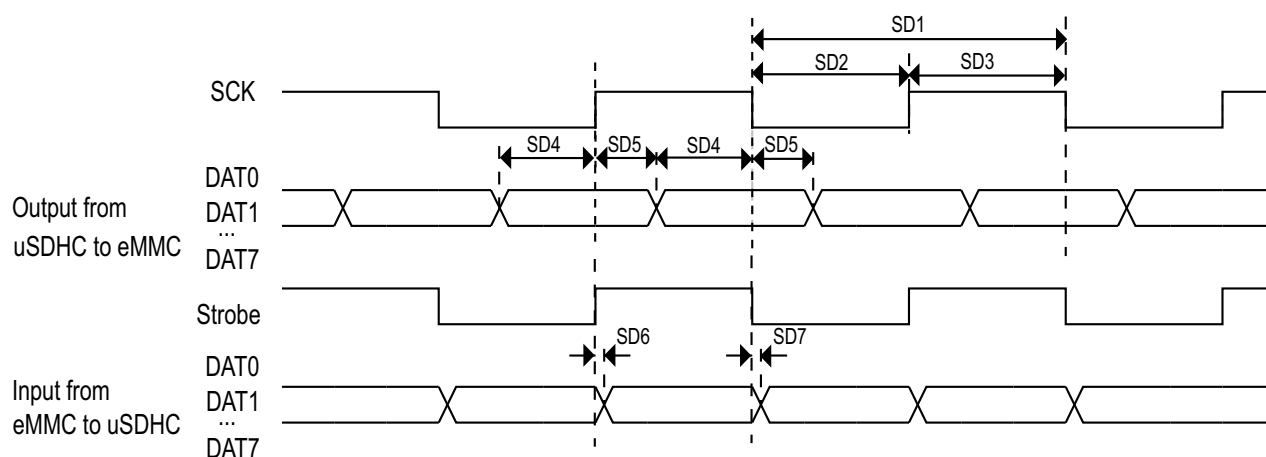 SD1
SD2 SD3
SCK
SD4 SD5 SD4 SD5
DAT0
Output from DAT1
uSDHC to eMMC ...
DAT7
Strobe
SD6 SD7
DAT0
Input from DAT1
eMMC to uSDHC ...
DAT7